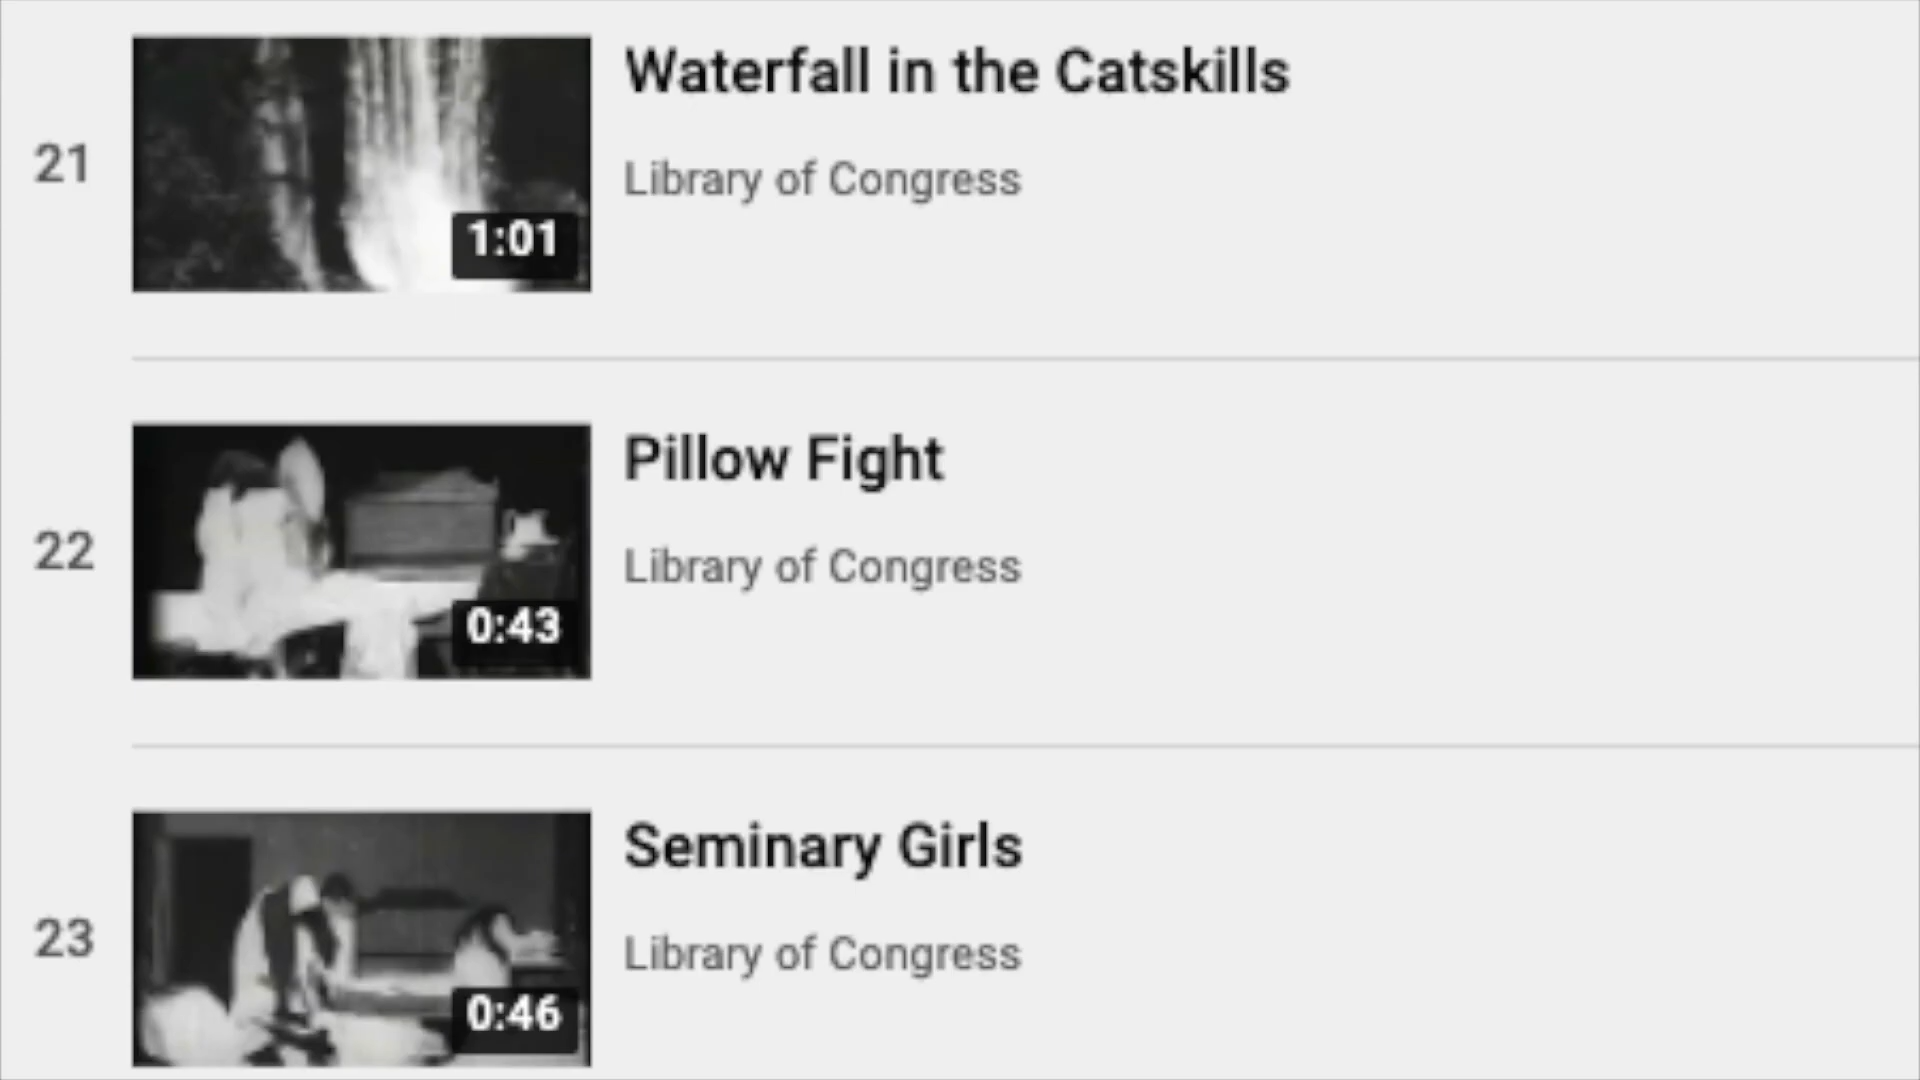 21
Waterfall in the Catskills
Library of Congress
1:01
22
Pillow Fight
Library of Congress
0:43
23
Seminary Girls
Library of Congress
0:46